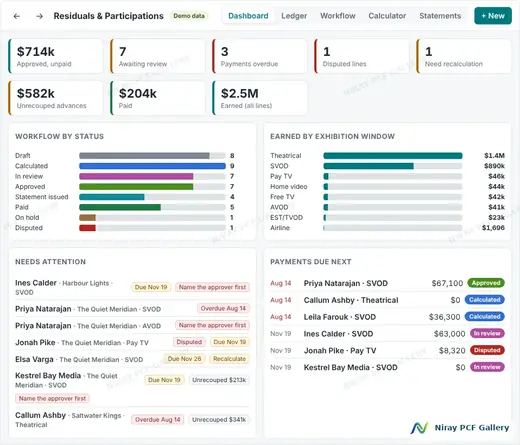 ← → Residuals & Participations Demo data Dashboard Ledger Workflow Calculator Statements + New
$714k
Approved, unpaid
7
Awaiting review
3
Payments overdue
1
Disputed lines
1
Need recalculation
$582k
Unrecouped advances
$204k
Paid
$2.5M
Earned (all lines)
WORKFLOW BY STATUS
Draft 8
Calculated 9
In review 7
Approved 7
Statement issued 4
Paid 5
On hold 1
Disputed 1
EARNED BY EXHIBITION WINDOW
Theatrical $1.4M
SVOD $890k
Pay TV $46k
Home video $44k
Free TV $42k
AVOD $41k
EST/TVOD $23k
Airline $1,696
NEEDS ATTENTION
Ines Calder · Harbour Lights · Due Nov 19 Name the approver first
SVOD
Priya Natarajan · The Quiet Meridian · SVOD Overdue Aug 14
Priya Natarajan · The Quiet Meridian · AVOD Name the approver first
Jonah Pike · The Quiet Meridian · Pay TV Disputed Due Nov 19
Elsa Varga · The Quiet Meridian · SVOD Due Nov 26 Recalculate
Kestrel Bay Media · The Quiet Due Nov 19 Unrecouped $213k
Meridian · SVOD
Name the approver first
Callum Ashby · Saltwater Kings · Overdue Aug 14 Unrecouped $341k
Theatrical
PAYMENTS DUE NEXT
Aug 14 Priya Natarajan · SVOD $67,100 Approved
Aug 14 Callum Ashby · Theatrical $0 Calculated
Aug 14 Leila Farouk · SVOD $36,300 Calculated
Nov 19 Ines Calder · SVOD $63,000 In review
Nov 19 Jonah Pike · Pay TV $8,320 Disputed
Nov 19 Kestrel Bay Media · SVOD $0 In review
Niray PCF Gallery